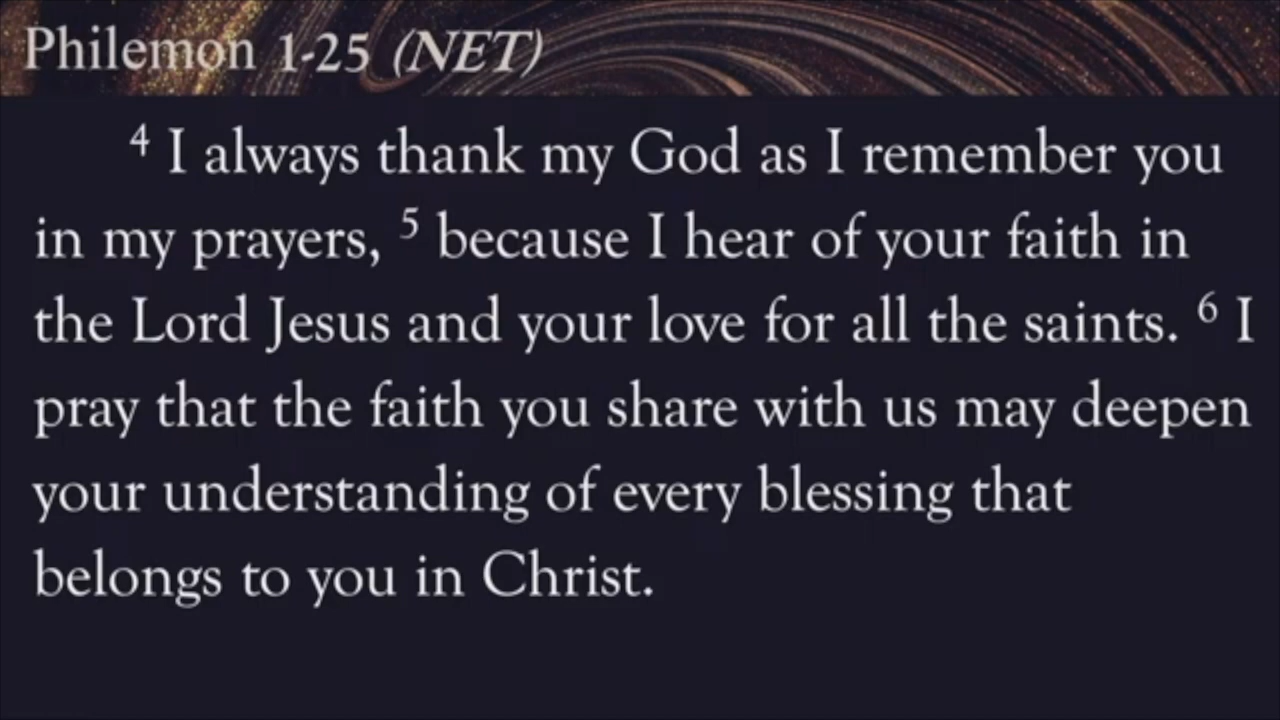 Philemon 1-25 (NET)
4 I always thank my God as I remember you
in my prayers, 5 because I hear of your faith in
the Lord Jesus and your love for all the saints. 6 I
pray that the faith you share with us may deepen
your understanding of every blessing that
belongs to you in Christ.